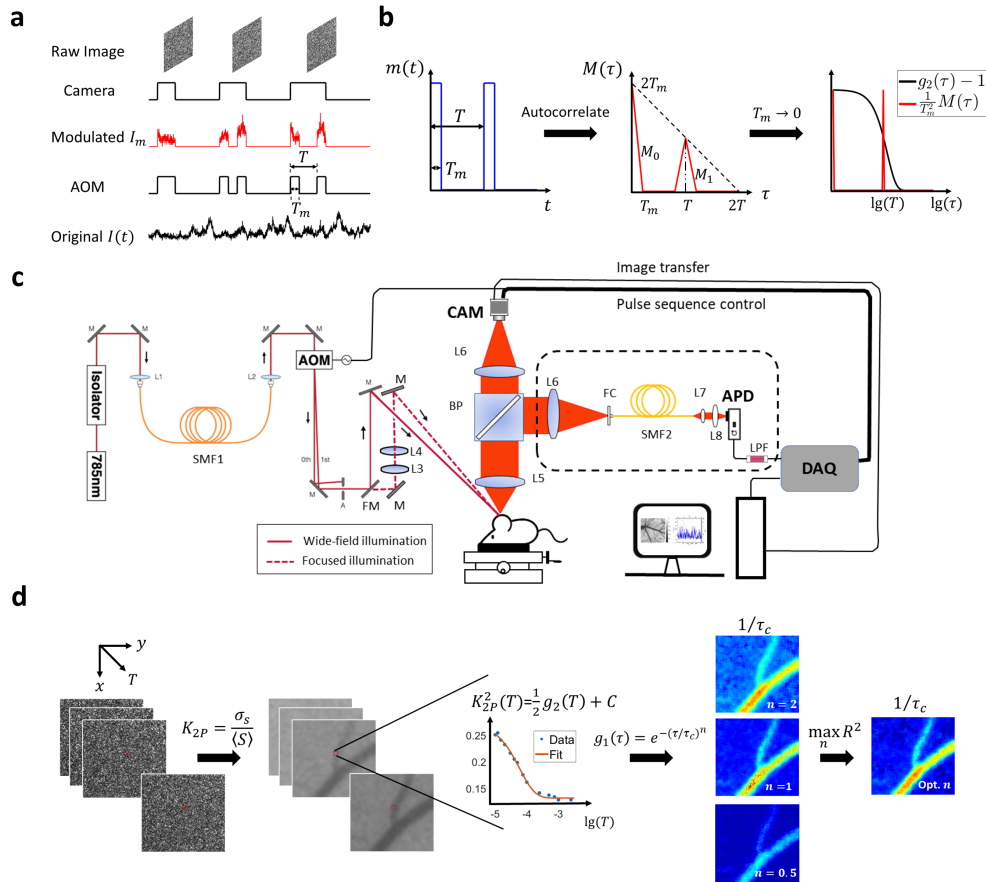 a
Raw Image
Camera
Modulated I_m
T
AOM
T_m
Original I(t)
b
m(t)
T
T_m
t
Autocorrelate
M(τ)
2T_m
M_0
M_1
T_m
T
2T
τ
T_m → 0
g_2(τ) − 1
1/T_m^2 M(τ)
lg(T)
lg(τ)
c
Image transfer
Pulse sequence control
CAM
M
M
M
M
L1
L2
AOM
Isolator
785nm
SMF1
0th
1st
M
A
FM
M
M
M
L4
L3
L6
BP
L5
L6
FC
SMF2
L7
L8
APD
LPF
DAQ
Wide-field illumination
Focused illumination
d
y
x
T
K_2P = σ_s/⟨S⟩
K_2P^2(T)=1/2 g_2(T) + C
0.25
0.2
0.15
-5
-4
-3
lg(T)
Data
Fit
g_1(τ) = e^{−(τ/τ_c)^n}
1/τ_c
n = 2
n =1
n = 0.5
max_n R^2
1/τ_c
Opt. n